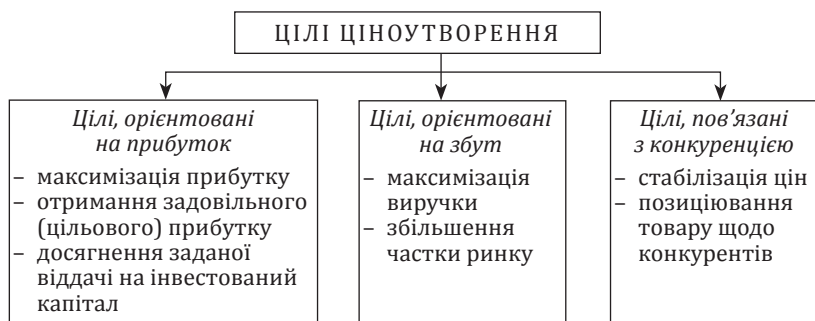 ЦІЛІ ЦІНОУТВОРЕННЯ
Цілі, орієнтовані
на прибуток
– максимізація прибутку
– отримання задовільного
(цільового) прибутку
– досягнення заданої
віддачі на інвестований
капітал
Цілі, орієнтовані
на збут
– максимізація
виручки
– збільшення
частки ринку
Цілі, пов’язані
з конкуренцією
– стабілізація цін
– позиціювання
товару щодо
конкурентів